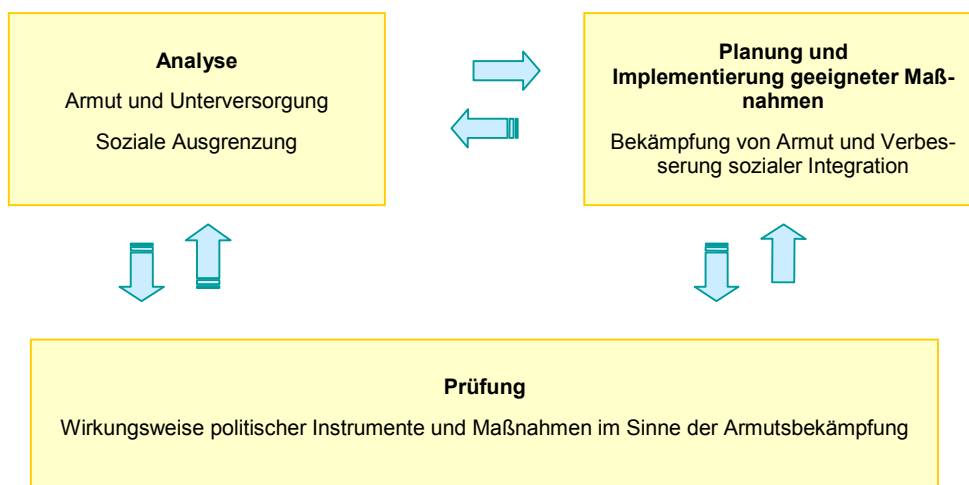 Analyse
Armut und Unterversorgung
Soziale Ausgrenzung
Planung und
Implementierung geeigneter Maß-
nahmen
Bekämpfung von Armut und Verbes-
serung sozialer Integration
Prüfung
Wirkungsweise politischer Instrumente und Maßnahmen im Sinne der Armutsbekämpfung